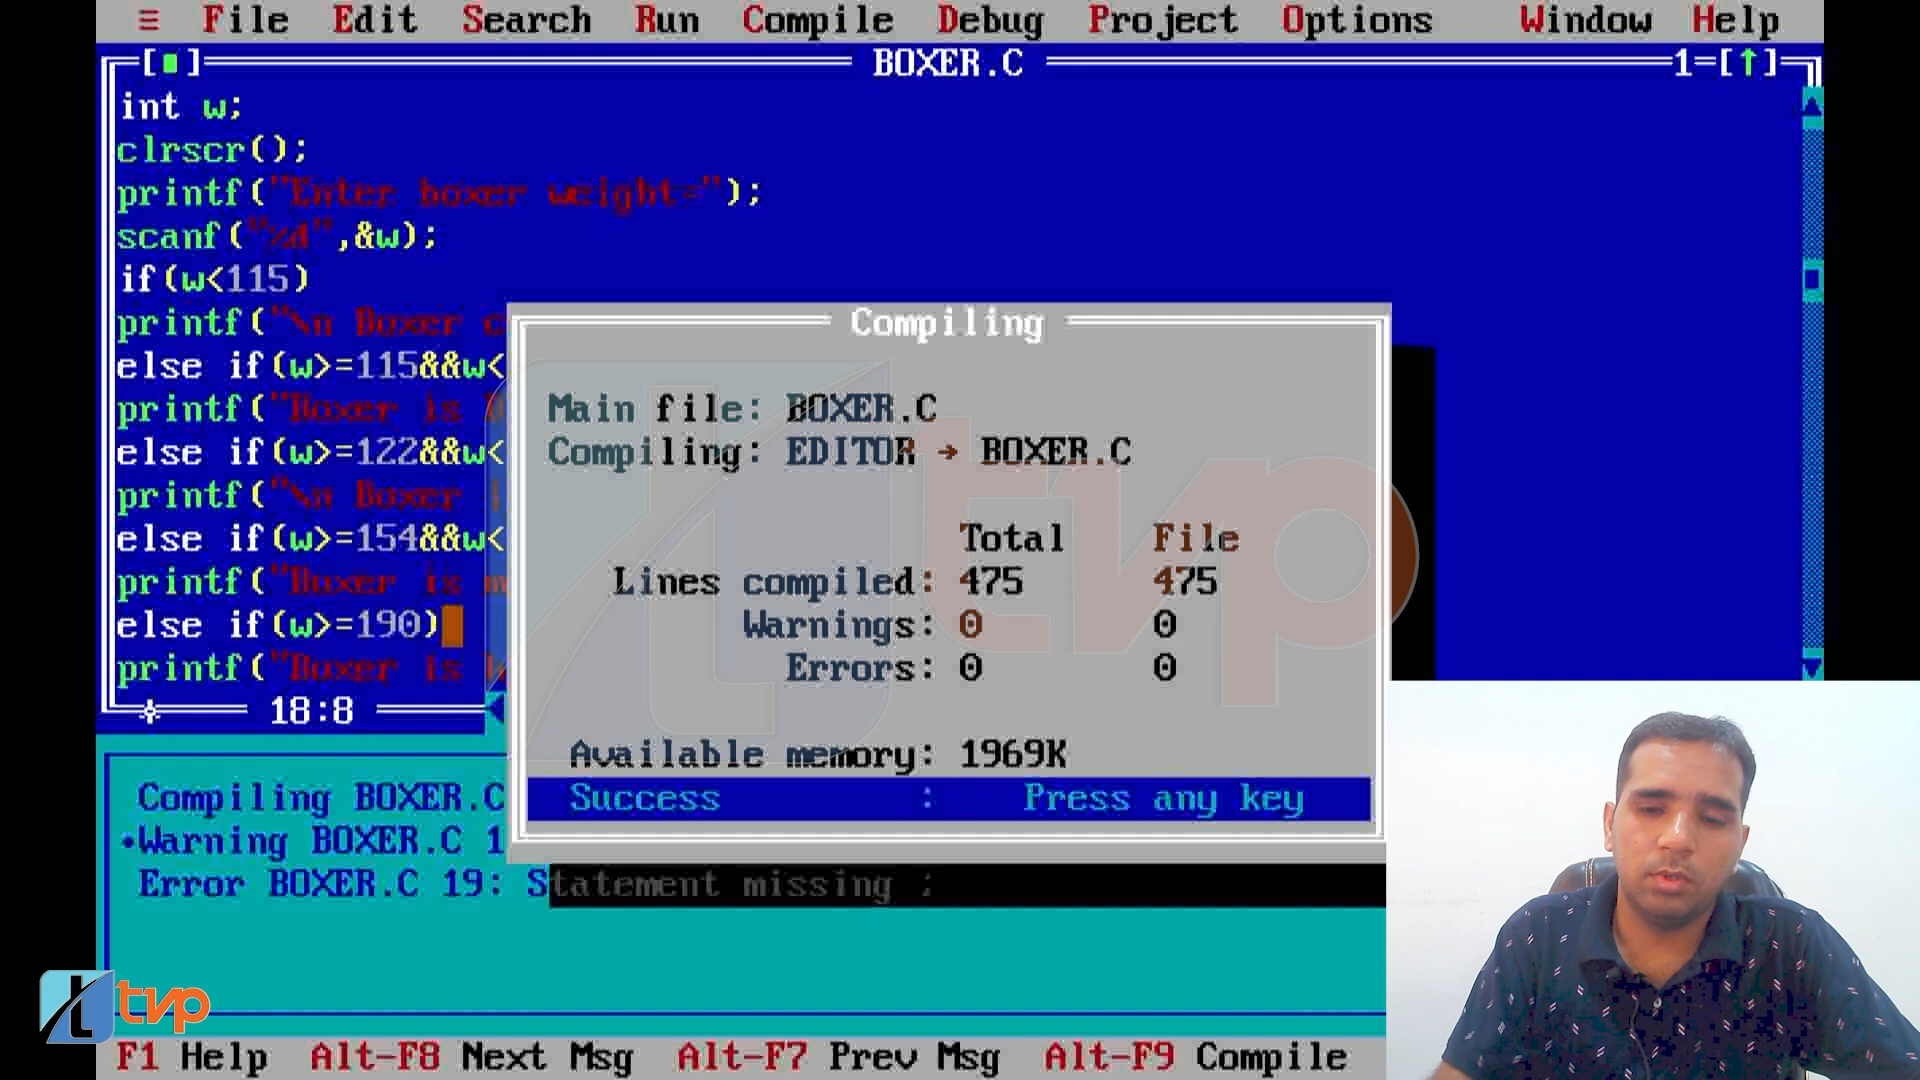 ≡ File Edit Search Run Compile Debug Project Options Window Help
[■] BOXER.C 1=[↑]
int w;
clrscr();
printf("Enter boxer weight=");
scanf("%d",&w);
if(w<115)
printf("\n Boxer c
else if(w>=115&&w<
printf("Boxer is
else if(w>=122&&w<
printf("\n Boxer i
else if(w>=154&&w<
printf("Boxer is m
else if(w>=190)
printf("Boxer is
18:8
Compiling
Main file: BOXER.C
Compiling: EDITOR → BOXER.C
Total File
Lines compiled: 475 475
Warnings: 0 0
Errors: 0 0
Available memory: 1969K
Success : Press any key
Compiling BOXER.C
•Warning BOXER.C 1
Error BOXER.C 19: Statement missing ;
F1 Help Alt-F8 Next Msg Alt-F7 Prev Msg Alt-F9 Compile
tvp
tvp